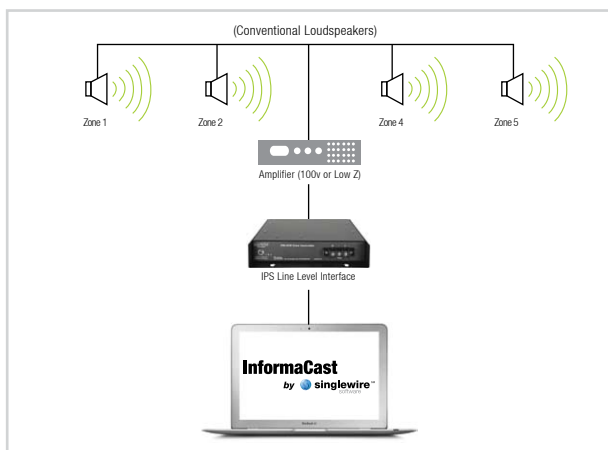 (Conventional Loudspeakers)
Zone 1
Zone 2
Zone 4
Zone 5
Amplifier (100v or Low Z)
IPS Line Level Interface
InformaCast
by singlewire™
software